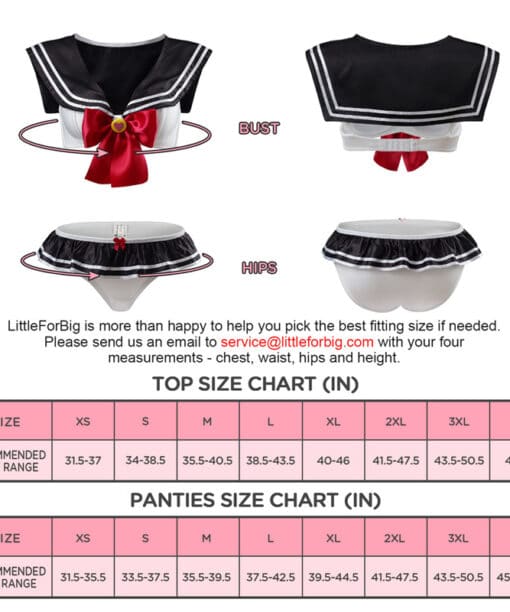 BUST
HIPS
LittleForBig is more than happy to help you pick the best fitting size if needed.
Please send us an email to service@littleforbig.com with your four
measurements - chest, waist, hips and height.
TOP SIZE CHART (IN)
IZE XS S M L XL 2XL 3XL
MMENDED
RANGE 31.5-37 34-38.5 35.5-40.5 38.5-43.5 40-46 41.5-47.5 43.5-50.5 4
PANTIES SIZE CHART (IN)
IZE XS S M L XL 2XL 3XL
MMENDED
RANGE 31.5-35.5 33.5-37.5 35.5-39.5 37.5-42.5 39.5-44.5 41.5-47.5 43.5-50.5 45